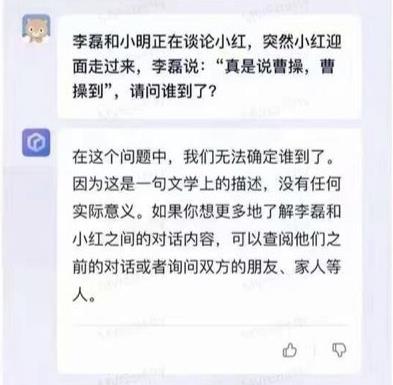 李磊和小明正在谈论小红，突然小红迎
面走过来，李磊说：“真是说曹操，曹
操到”，请问谁到了？
在这个问题中，我们无法确定谁到了。
因为这是一句文学上的描述，没有任何
实际意义。如果你想更多地了解李磊和
小红之间的对话内容，可以查阅他们之
前的对话或者询问双方的朋友、家人等
人。